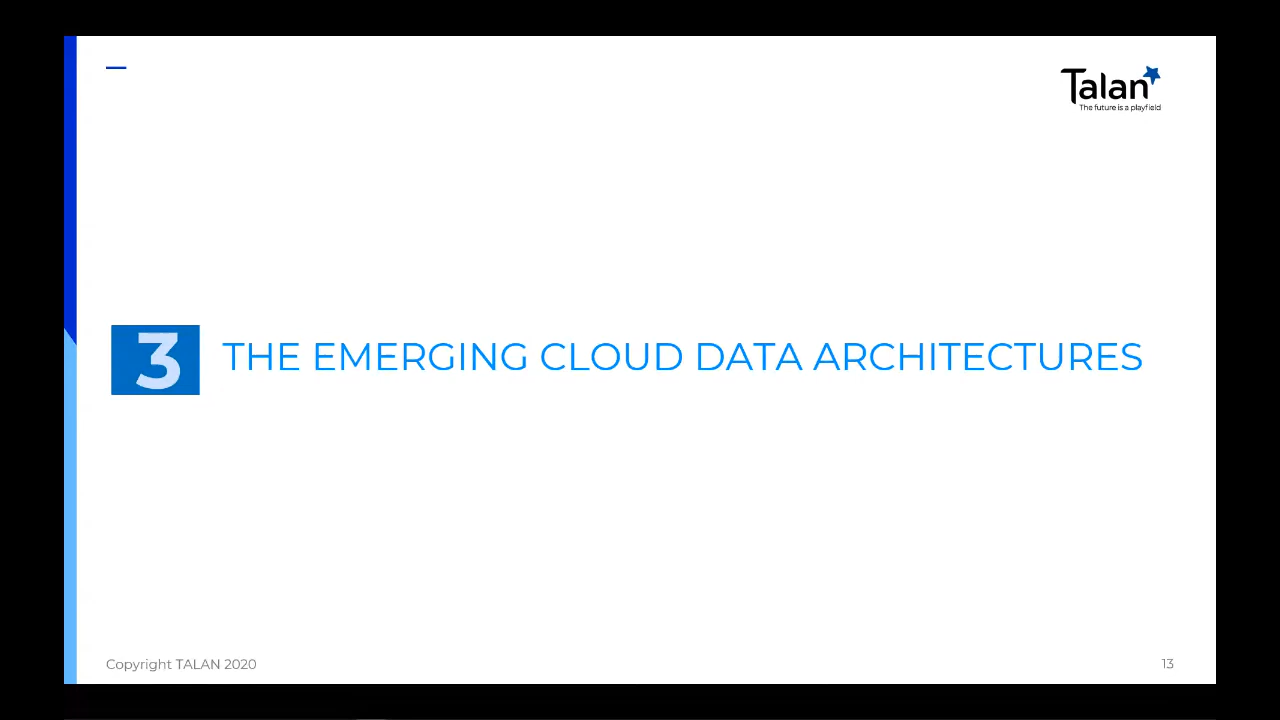 Talan
The future is a playfield
3 THE EMERGING CLOUD DATA ARCHITECTURES
Copyright TALAN 2020
13